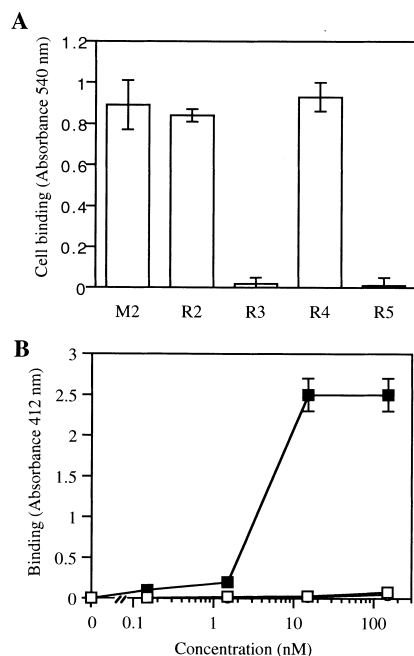 A
Cell binding (Absorbance 540 nm)
1.2
1
0.8
0.6
0.4
0.2
0
M2 R2 R3 R4 R5
B
Binding (Absorbance 412 nm)
3
2.5
2
1.5
1
0.5
0
0 0.1 1 10 100
Concentration (nM)